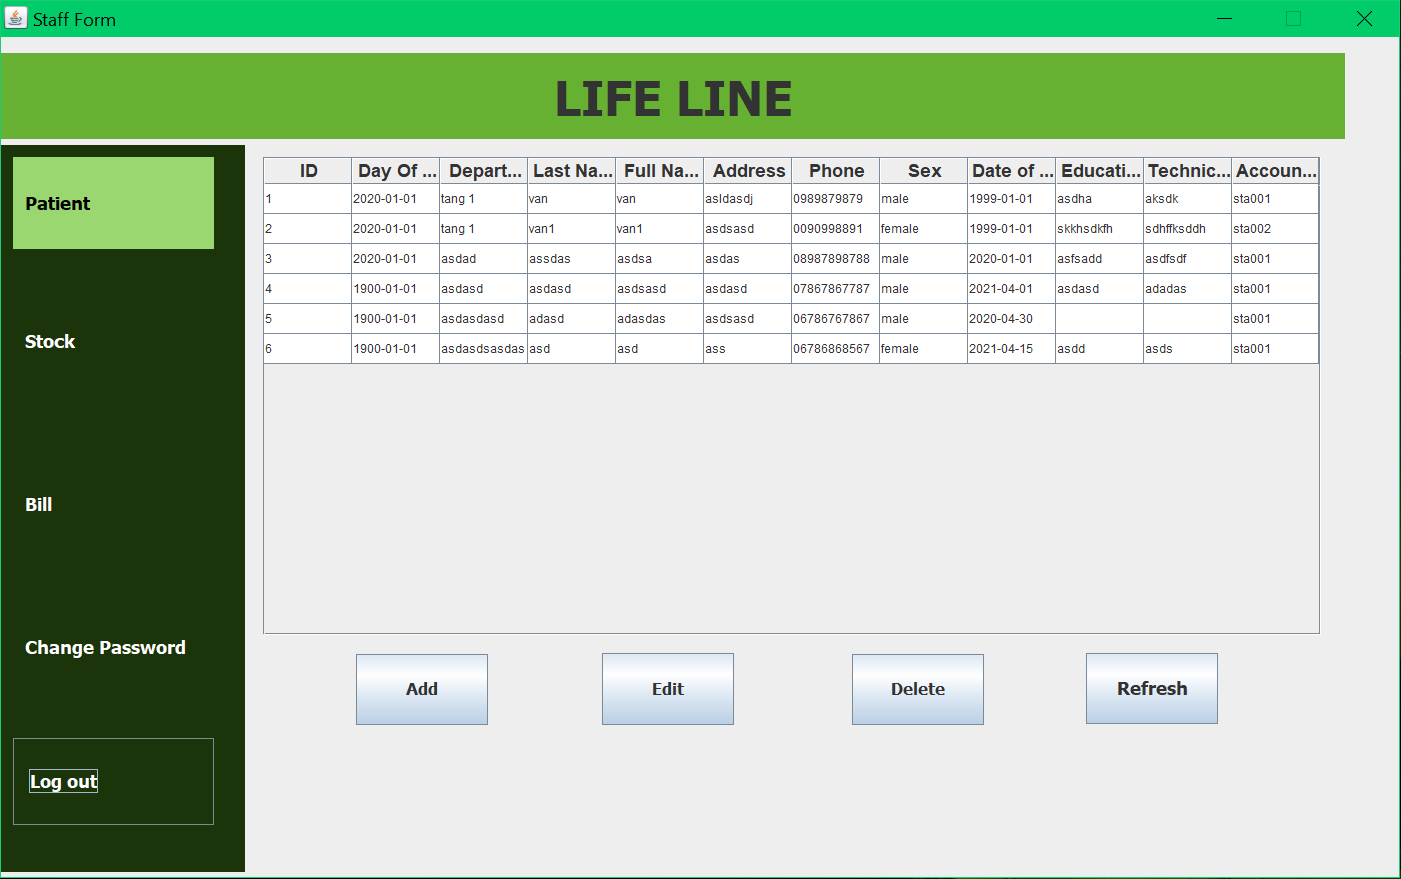 Staff Form
LIFE LINE
Patient
Stock
Bill
Change Password
Log out
ID Day Of ... Depart... Last Na... Full Na... Address Phone Sex Date of ... Educati... Technic... Accoun...
1 2020-01-01 tang 1 van van asldasdj 0989879879 male 1999-01-01 asdha aksdk sta001
2 2020-01-01 tang 1 van1 van1 asdsasd 0090998891 female 1999-01-01 skkhsdkfh sdhffksddh sta002
3 2020-01-01 asdad assdas asdsa asdas 08987898788 male 2020-01-01 asfsadd asdfsdf sta001
4 1900-01-01 asdasd asdasd asdsasd asdasd 07867867787 male 2021-04-01 asdasd adadas sta001
5 1900-01-01 asdasdasd adasd adasdas asdsasd 06786767867 male 2020-04-30 sta001
6 1900-01-01 asdasdsasdas asd asd ass 06786868567 female 2021-04-15 asdd asds sta001
Add Edit Delete Refresh